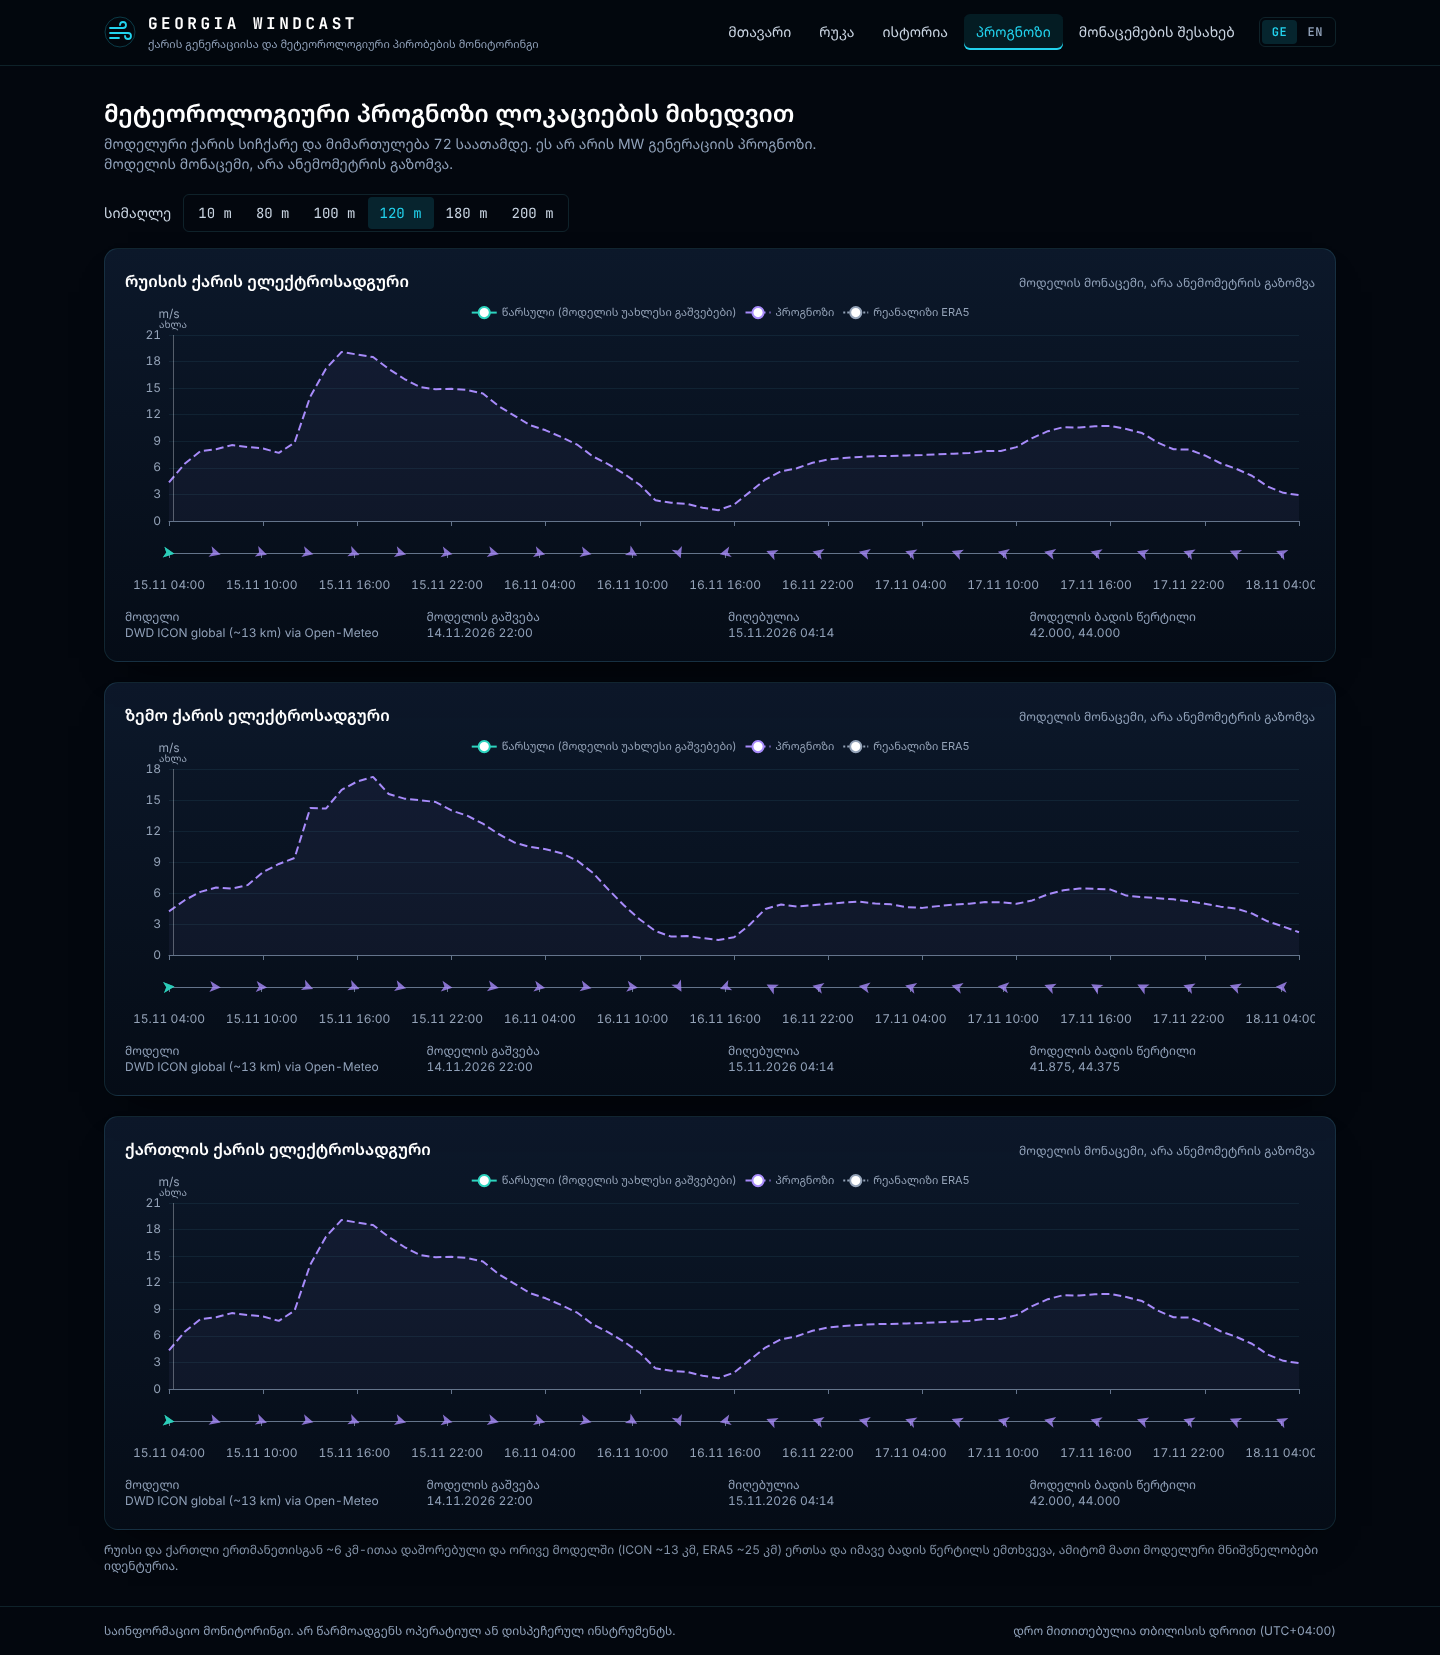 GEORGIA WINDCAST
ქარის გენერაციისა და მეტეოროლოგიური პირობების მონიტორინგი
მთავარი რუკა ისტორია პროგნოზი მონაცემების შესახებ GE EN
მეტეოროლოგიური პროგნოზი ლოკაციების მიხედვით
მოდელური ქარის სიჩქარე და მიმართულება 72 საათამდე. ეს არ არის MW გენერაციის პროგნოზი.
მოდელის მონაცემი, არა ანემომეტრის გაზომვა.
სიმაღლე 10 m 80 m 100 m 120 m 180 m 200 m
რუისის ქარის ელექტროსადგური
მოდელის მონაცემი, არა ანემომეტრის გაზომვა
m/s
წარსული (მოდელის უახლესი გაშვებები) პროგნოზი რეანალიზი ERA5
ახლა
21
18
15
12
9
6
3
0
15.11 04:00 15.11 10:00 15.11 16:00 15.11 22:00 16.11 04:00 16.11 10:00 16.11 16:00 16.11 22:00 17.11 04:00 17.11 10:00 17.11 16:00 17.11 22:00 18.11 04:00
მოდელი მოდელის გაშვება მიღებულია მოდელის ბადის წერტილი
DWD ICON global (~13 km) via Open-Meteo 14.11.2026 22:00 15.11.2026 04:14 42.000, 44.000
ზემო ქარის ელექტროსადგური
მოდელის მონაცემი, არა ანემომეტრის გაზომვა
m/s
წარსული (მოდელის უახლესი გაშვებები) პროგნოზი რეანალიზი ERA5
ახლა
18
15
12
9
6
3
0
15.11 04:00 15.11 10:00 15.11 16:00 15.11 22:00 16.11 04:00 16.11 10:00 16.11 16:00 16.11 22:00 17.11 04:00 17.11 10:00 17.11 16:00 17.11 22:00 18.11 04:00
მოდელი მოდელის გაშვება მიღებულია მოდელის ბადის წერტილი
DWD ICON global (~13 km) via Open-Meteo 14.11.2026 22:00 15.11.2026 04:14 41.875, 44.375
ქართლის ქარის ელექტროსადგური
მოდელის მონაცემი, არა ანემომეტრის გაზომვა
m/s
წარსული (მოდელის უახლესი გაშვებები) პროგნოზი რეანალიზი ERA5
ახლა
21
18
15
12
9
6
3
0
15.11 04:00 15.11 10:00 15.11 16:00 15.11 22:00 16.11 04:00 16.11 10:00 16.11 16:00 16.11 22:00 17.11 04:00 17.11 10:00 17.11 16:00 17.11 22:00 18.11 04:00
მოდელი მოდელის გაშვება მიღებულია მოდელის ბადის წერტილი
DWD ICON global (~13 km) via Open-Meteo 14.11.2026 22:00 15.11.2026 04:14 42.000, 44.000
რუისი და ქართლი ერთმანეთისგან ~6 კმ-ითაა დაშორებული და ორივე მოდელში (ICON ~13 კმ, ERA5 ~25 კმ) ერთსა და იმავე ბადის წერტილს ემთხვევა, ამიტომ მათი მოდელური მნიშვნელობები
იდენტურია.
საინფორმაციო მონიტორინგი. არ წარმოადგენს ოპერატიულ ან დისპეჩერულ ინსტრუმენტს.
დრო მითითებულია თბილისის დროით (UTC+04:00)